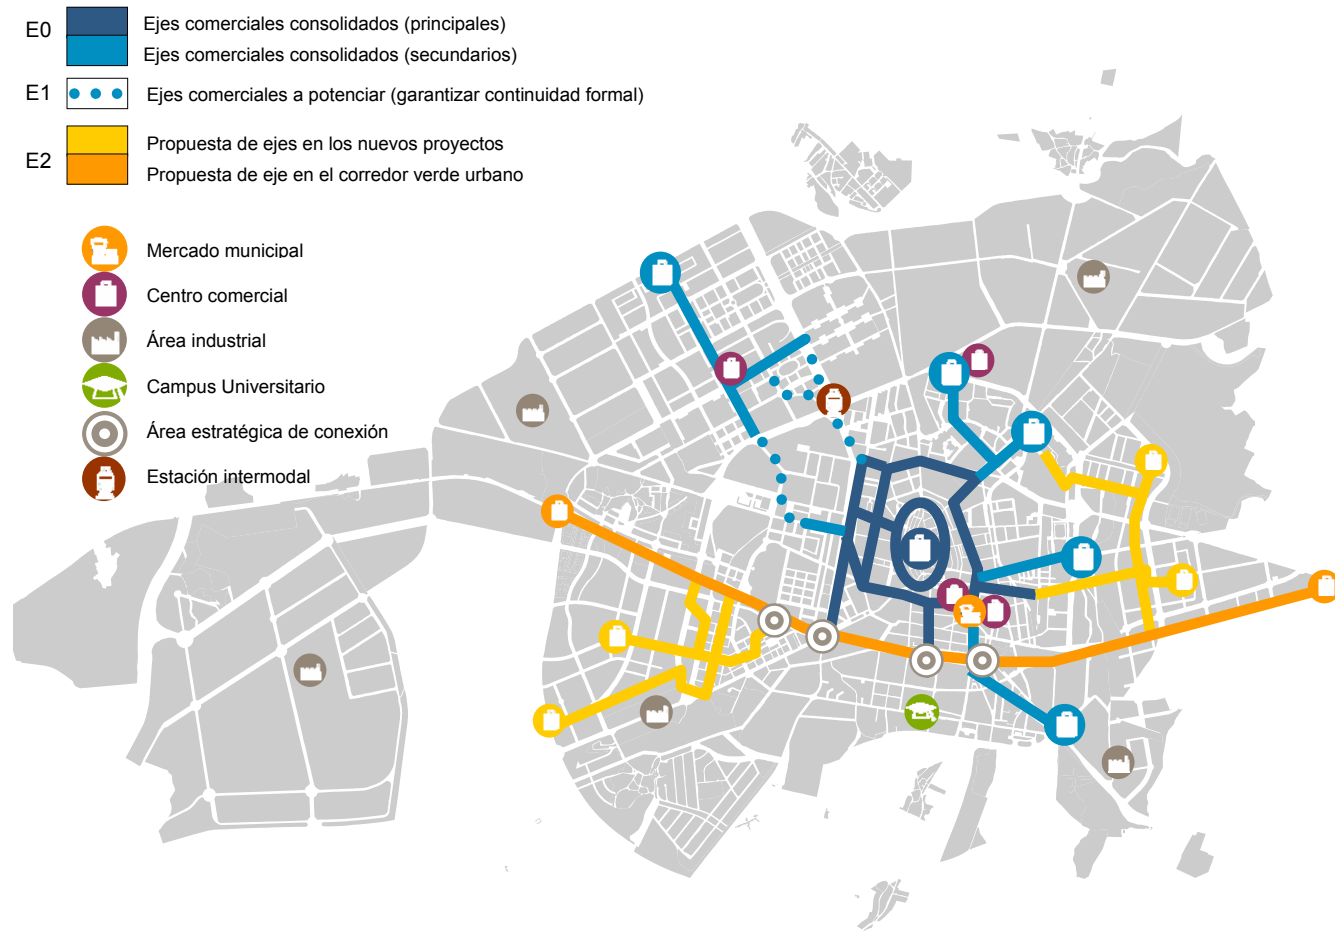 E0
Ejes comerciales consolidados (principales)
Ejes comerciales consolidados (secundarios)
E1
Ejes comerciales a potenciar (garantizar continuidad formal)
E2
Propuesta de ejes en los nuevos proyectos
Propuesta de eje en el corredor verde urbano
Mercado municipal
Centro comercial
Área industrial
Campus Universitario
Área estratégica de conexión
Estación intermodal